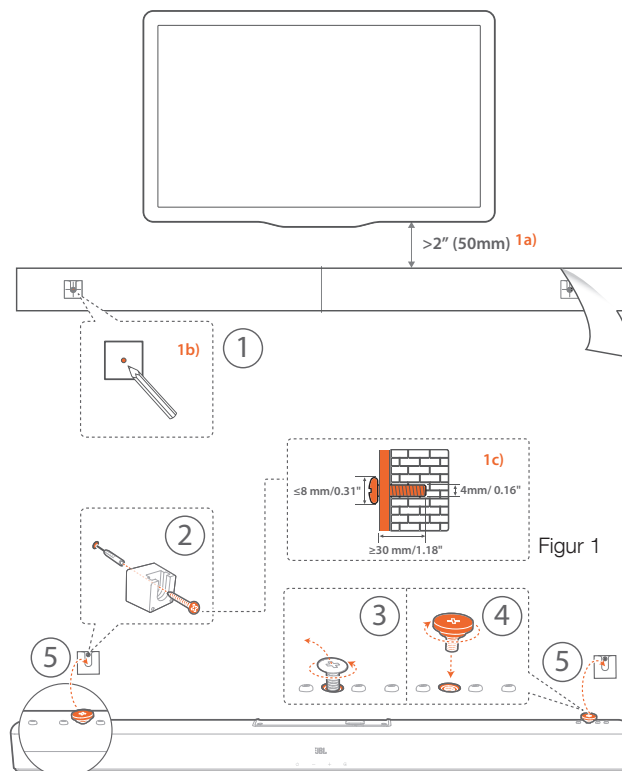 >2” (50mm) 1a)
1b)
1
1c)
≤8 mm/0.31"
4mm/ 0.16"
≥30 mm/1.18"
Figur 1
2
3
4
5
5
JBL